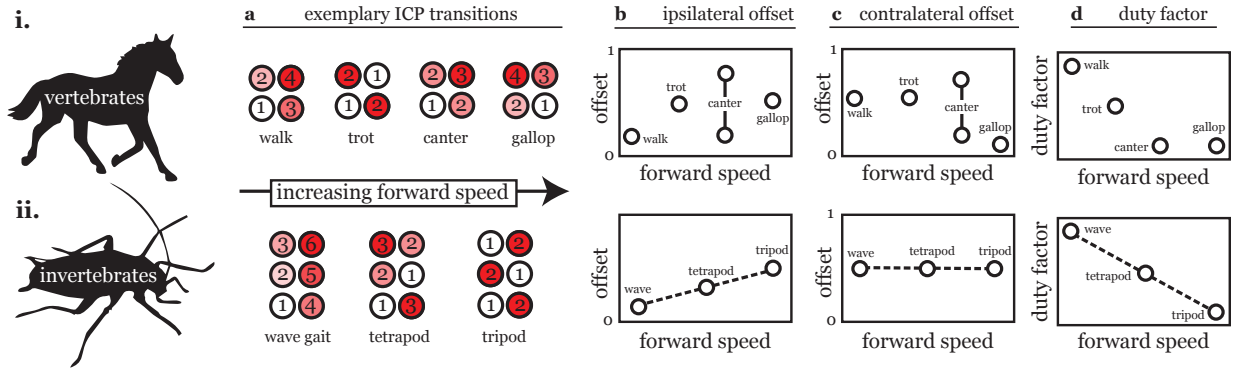 i.
a exemplary ICP transitions
b ipsilateral offset
c contralateral offset
d duty factor
vertebrates
2 4 2 1 2 3 4 3
1 3 1 2 1 2 2 1
walk trot canter gallop
1
offset
0
walk
trot
canter
gallop
forward speed
1
offset
0
walk
trot
canter
gallop
forward speed
duty factor
walk
trot
canter
gallop
forward speed
increasing forward speed
ii.
invertebrates
3 6 3 2 1 2
2 5 2 1 2 1
1 4 1 3 1 2
wave gait tetrapod tripod
1
offset
0
wave
tetrapod
tripod
forward speed
1
offset
0
wave
tetrapod
tripod
forward speed
duty factor
wave
tetrapod
tripod
forward speed